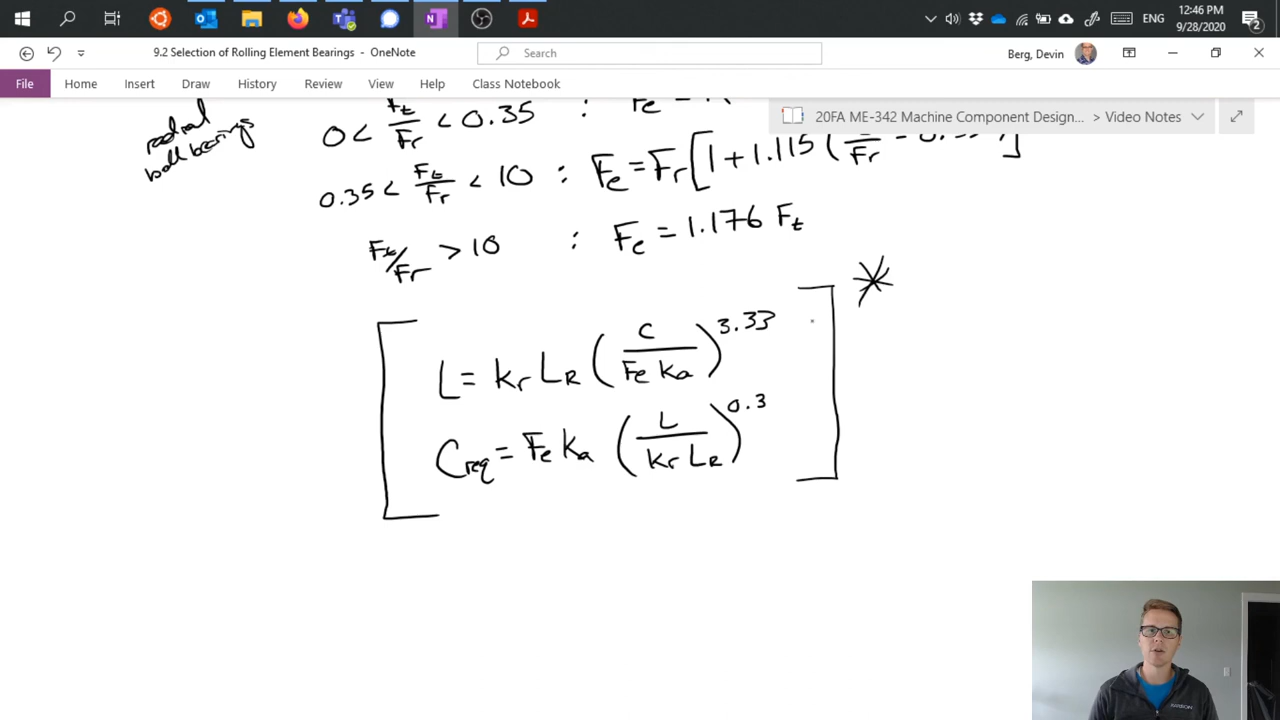 12:46 PM
ENG
9/28/2020
2
9.2 Selection of Rolling Element Bearings - OneNote
Search
Berg, Devin
File Home Insert Draw History Review View Help Class Notebook
20FA ME-342 Machine Component Design... > Video Notes
radial
ball bearings
0 < Ft/Fr < 0.35 : Fe =
0.35 < Ft/Fr < 10 : Fe = Fr [1 + 1.115 (
Ft/Fr > 10 : Fe = 1.176 Ft
L = Kr LR (C / Fe Ka)^3.33
Creq = Fe Ka (L / Kr LR)^0.3